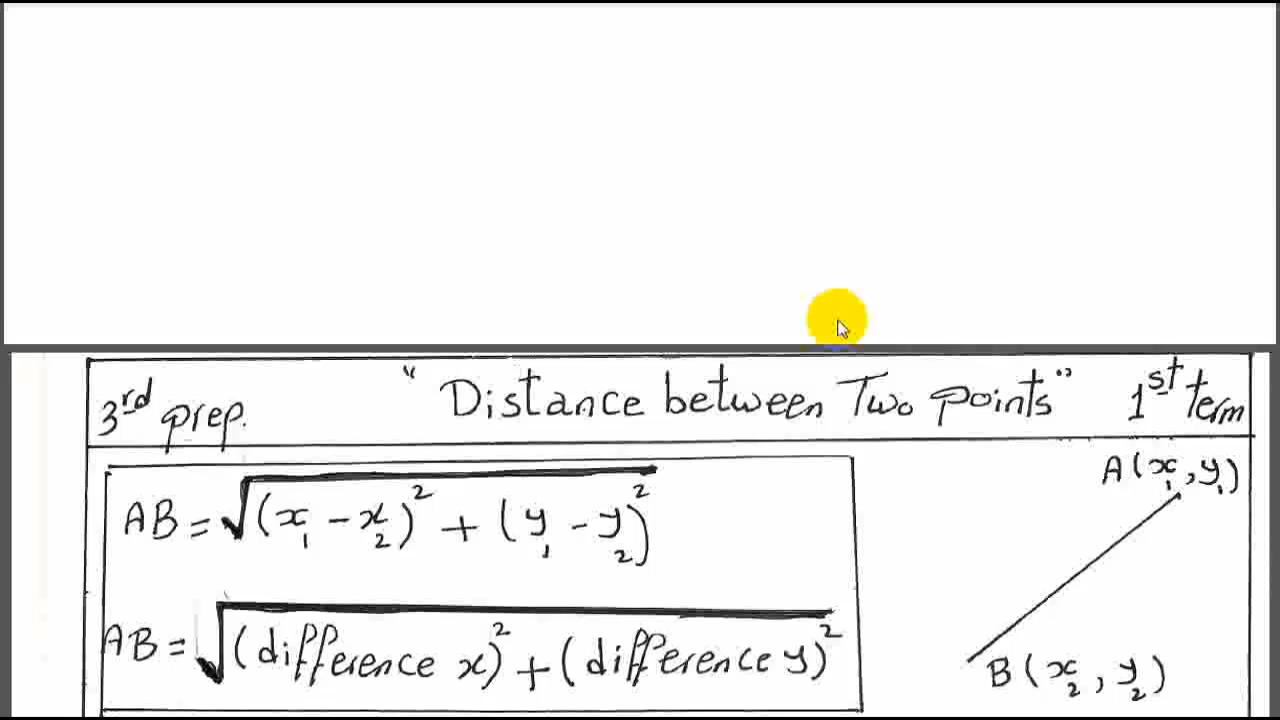 3rd prep. "Distance between Two points" 1st term
AB = √(x₁ - x₂)² + (y₁ - y₂)²
A(x₁, y₁)
AB = √(difference x)² + (difference y)²
B(x₂, y₂)